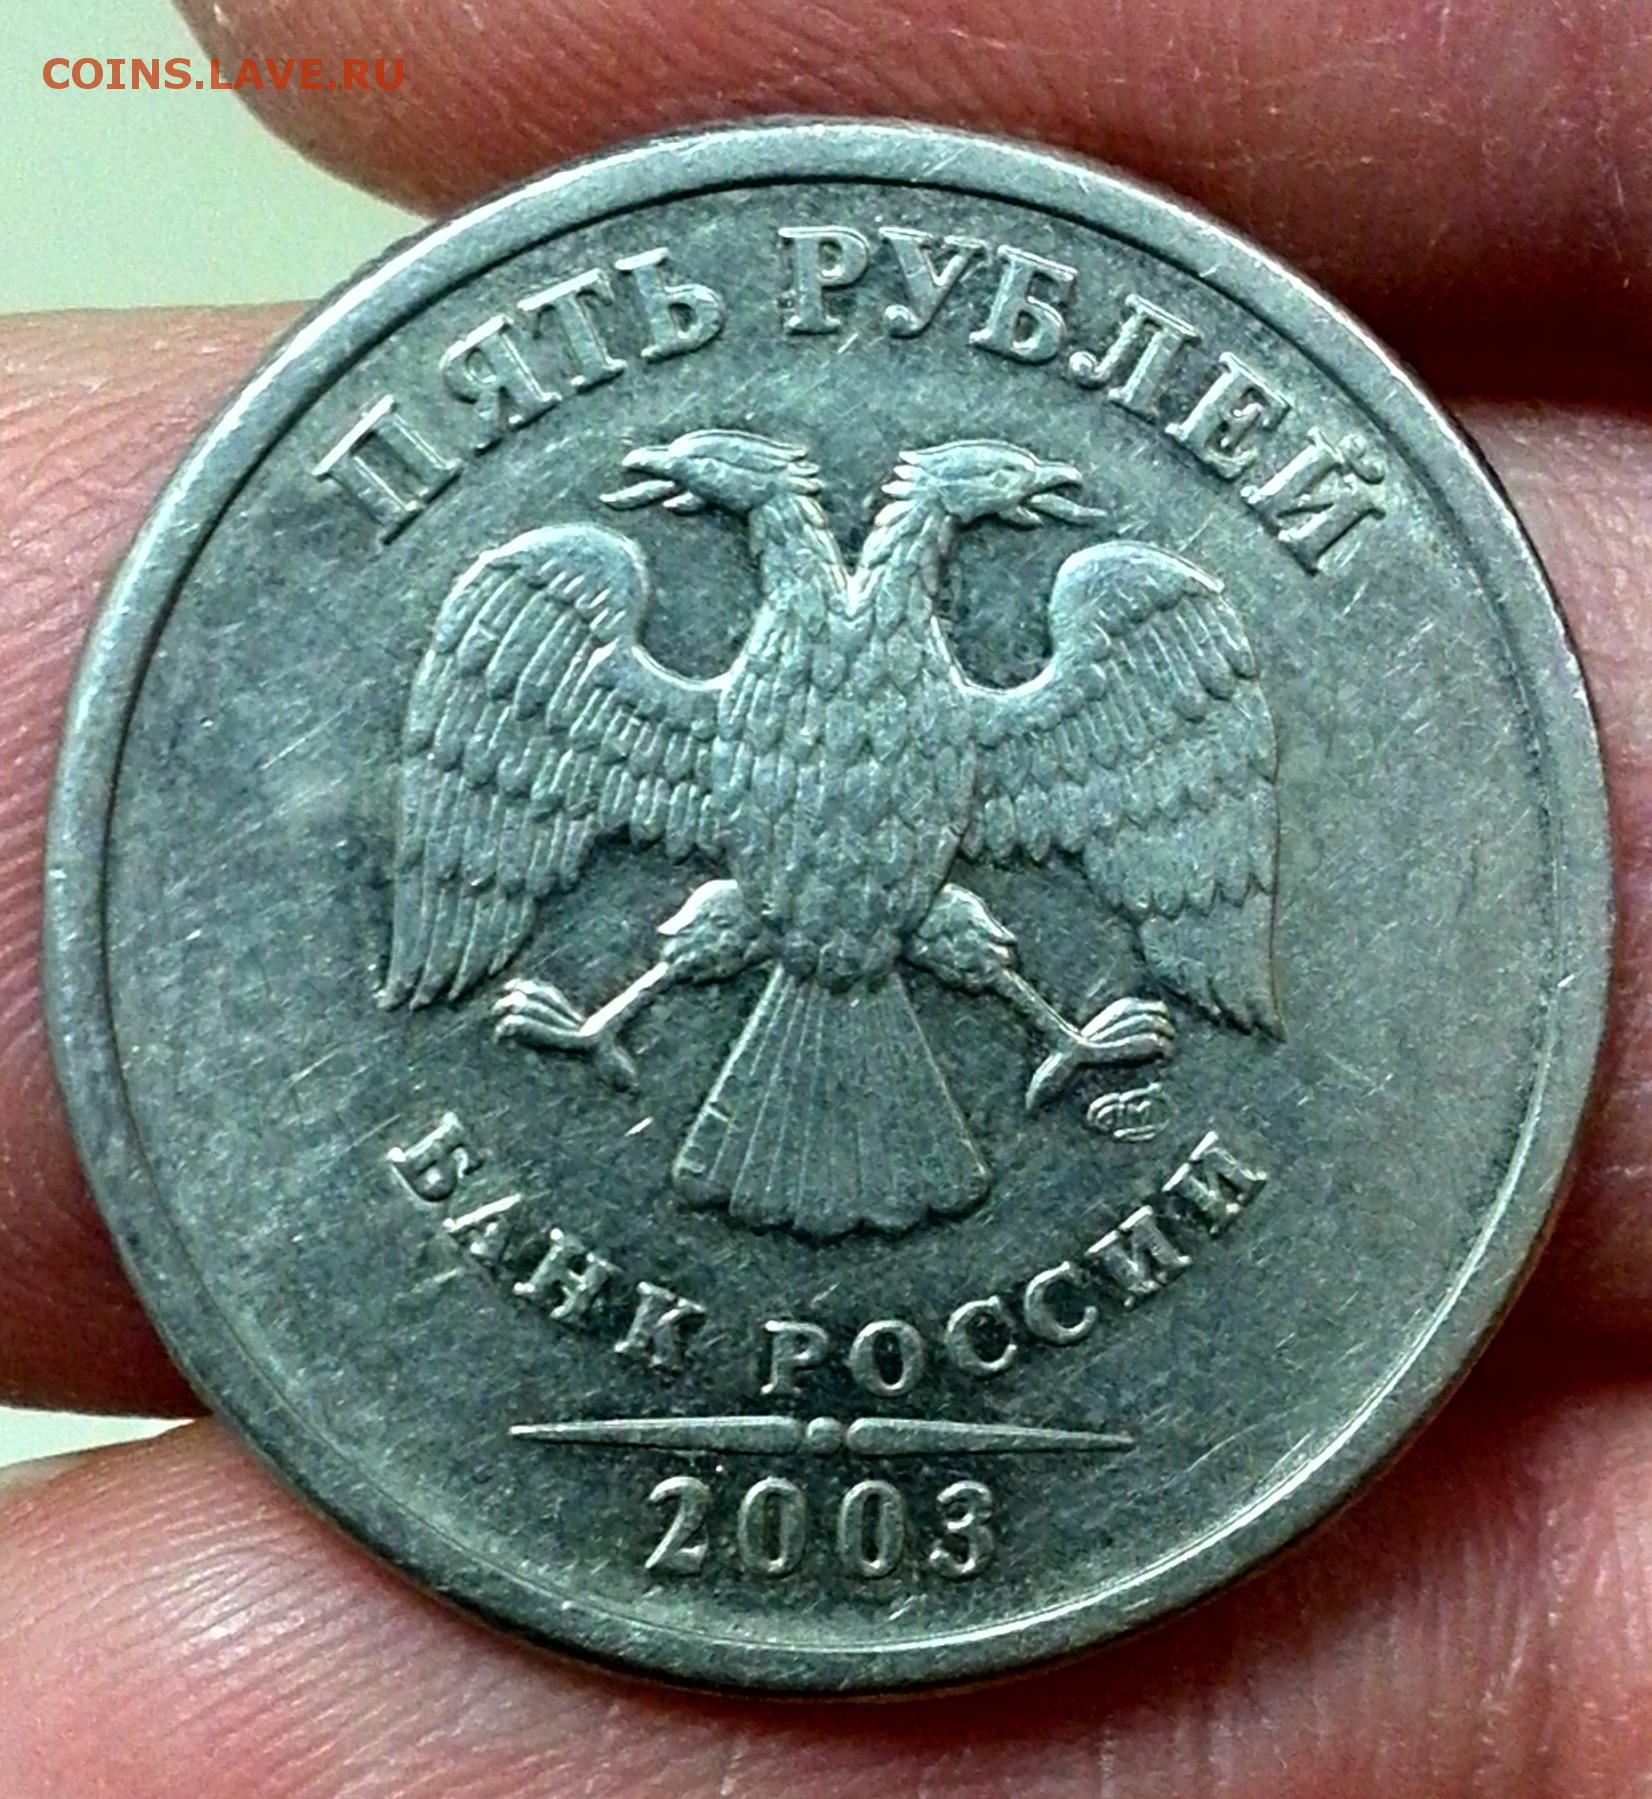 COINS.LAVE.RU
ПЯТЬ РУБЛЕЙ
БАНК РОССИИ
2003